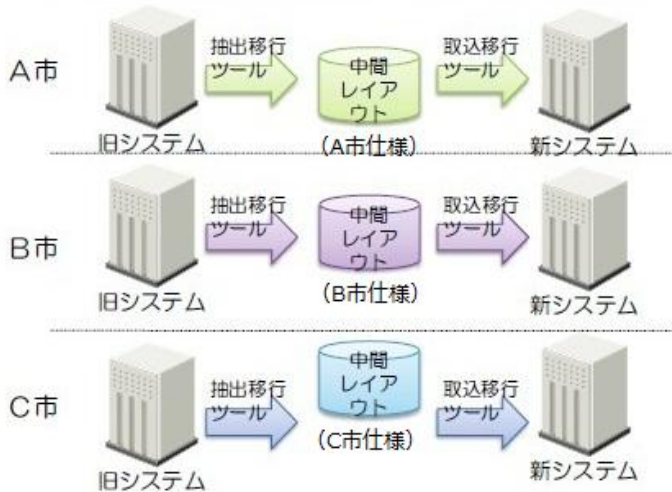 A市
抽出移行
ツール
中間
レイア
ウト
取込移行
ツール
旧システム
(A市仕様)
新システム
B市
抽出移行
ツール
中間
レイア
ウト
取込移行
ツール
旧システム
(B市仕様)
新システム
C市
抽出移行
ツール
中間
レイア
ウト
取込移行
ツール
旧システム
(C市仕様)
新システム